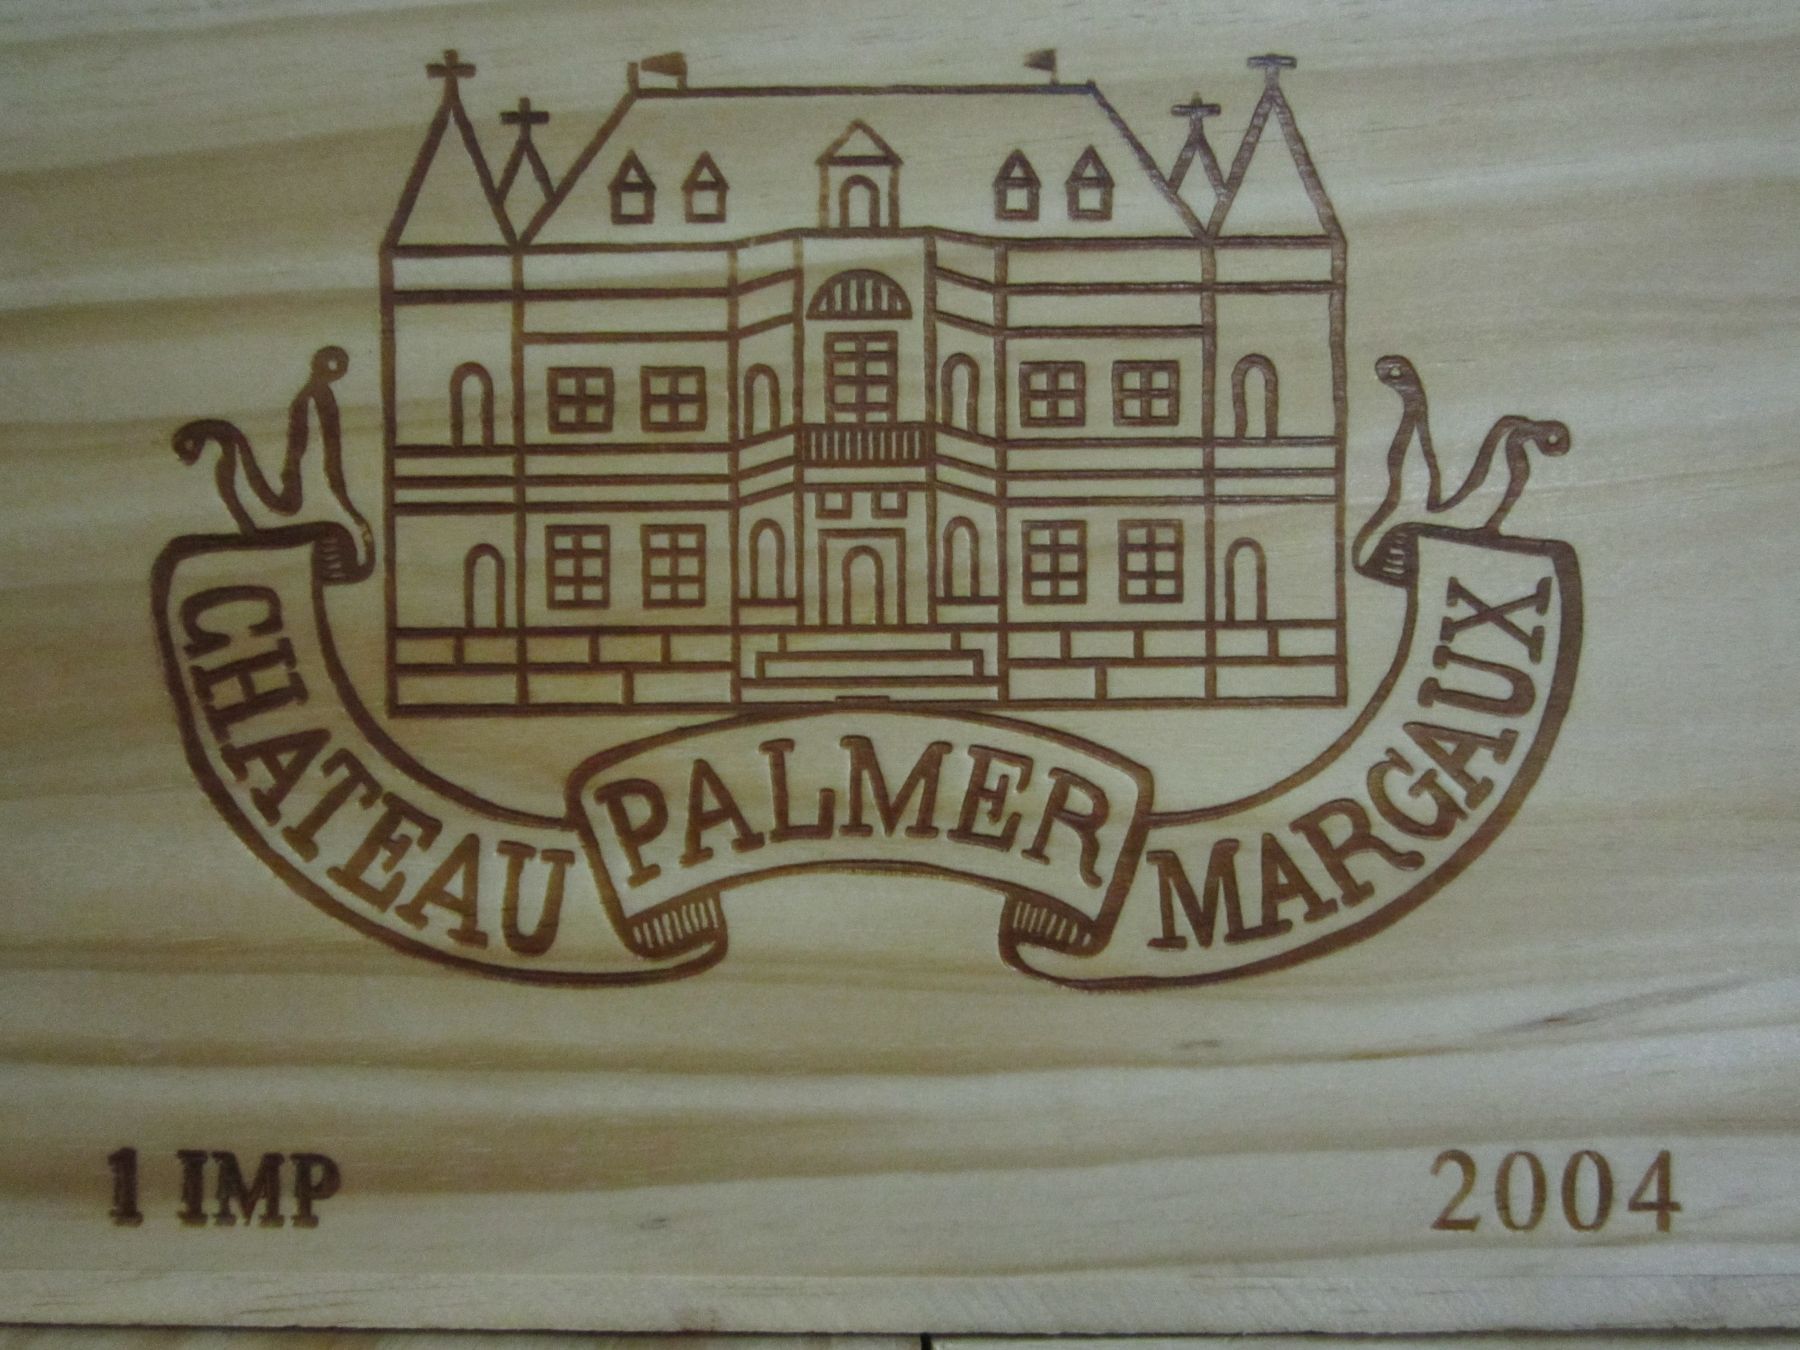 CHATEAU PALMER MARGAUX
1 IMP
2004